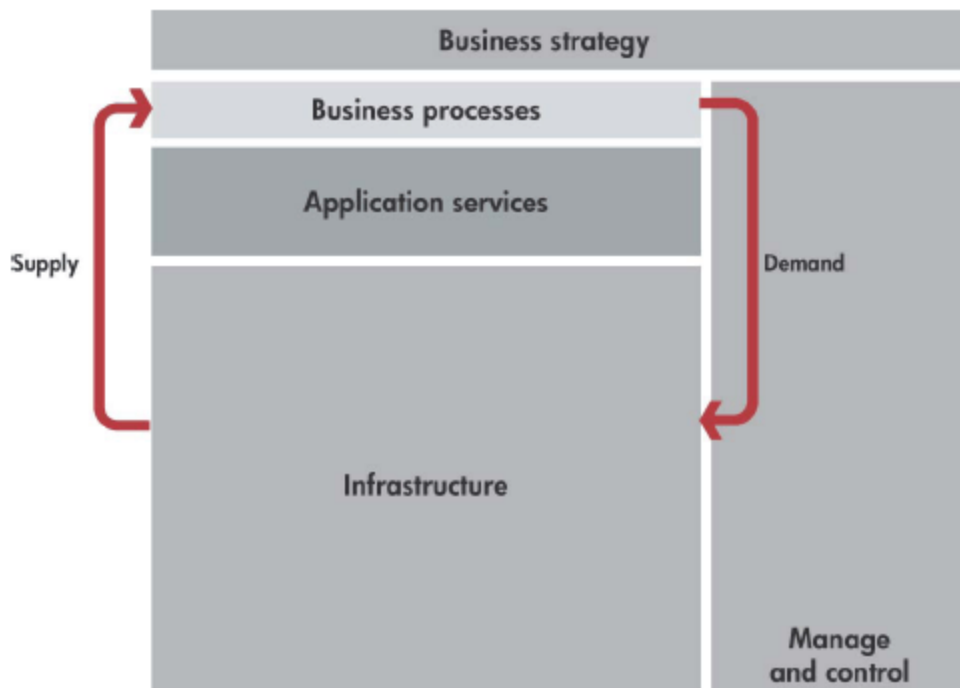 Business strategy
Business processes
Application services
Supply
Demand
Infrastructure
Manage
and control